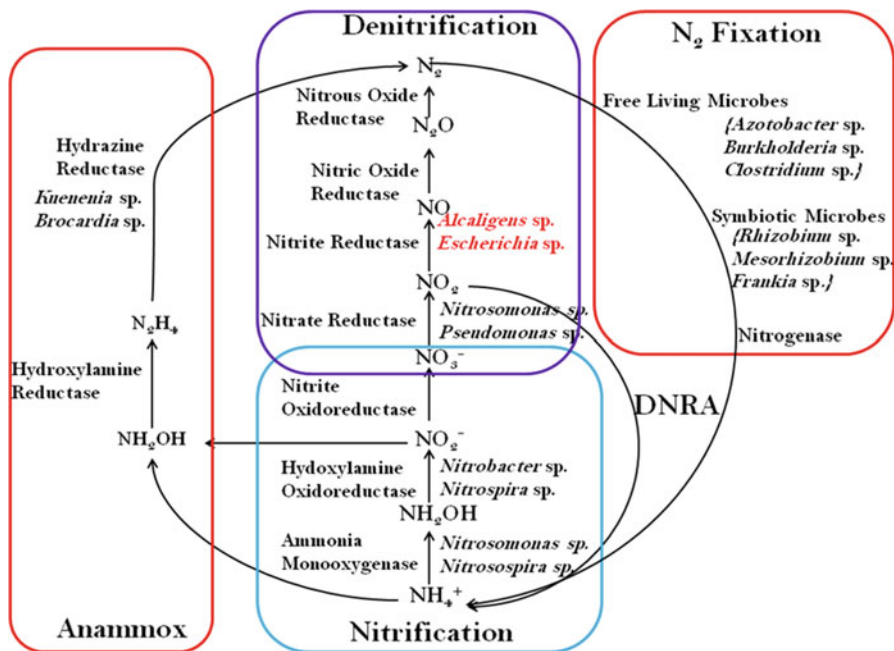 Denitrification
N₂
Nitrous Oxide
Reductase
N₂O
Nitric Oxide
Reductase
NO
Alcaligens sp.
Escherichia sp.
Nitrite Reductase
NO₂
Nitrate Reductase
Nitrosomonas sp.
Pseudomonas sp.
NO₃⁻
N₂ Fixation
Free Living Microbes
{Azotobacter sp.
Burkholderia sp.
Clostridium sp.}
Symbiotic Microbes
{Rhizobium sp.
Mesorhizobium sp.
Frankia sp.}
Nitrogenase
DNRA
Hydrazine
Reductase
Kuenenia sp.
Brocardia sp.
N₂H₄
Hydroxylamine
Reductase
NH₂OH
Anammox
Nitrite
Oxidoreductase
NO₂⁻
Hydoxylamine
Oxidoreductase
Nitrobacter sp.
Nitrospira sp.
NH₂OH
Ammonia
Monooxygenase
Nitrosomonas sp.
Nitrosospira sp.
NH₄⁺
Nitrification